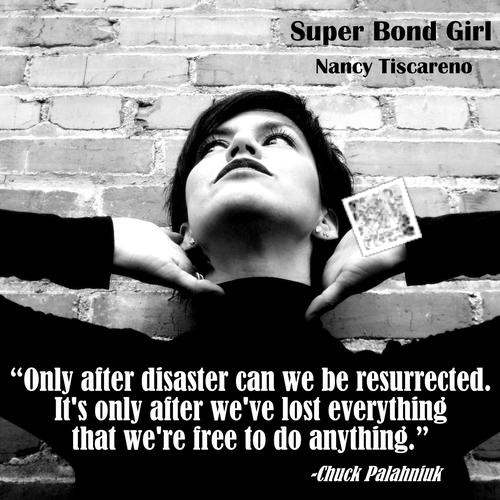 Super Bond Girl
Nancy Tiscareno
“Only after disaster can we be resurrected.
It's only after we've lost everything
that we're free to do anything.”
-Chuck Palahniuk